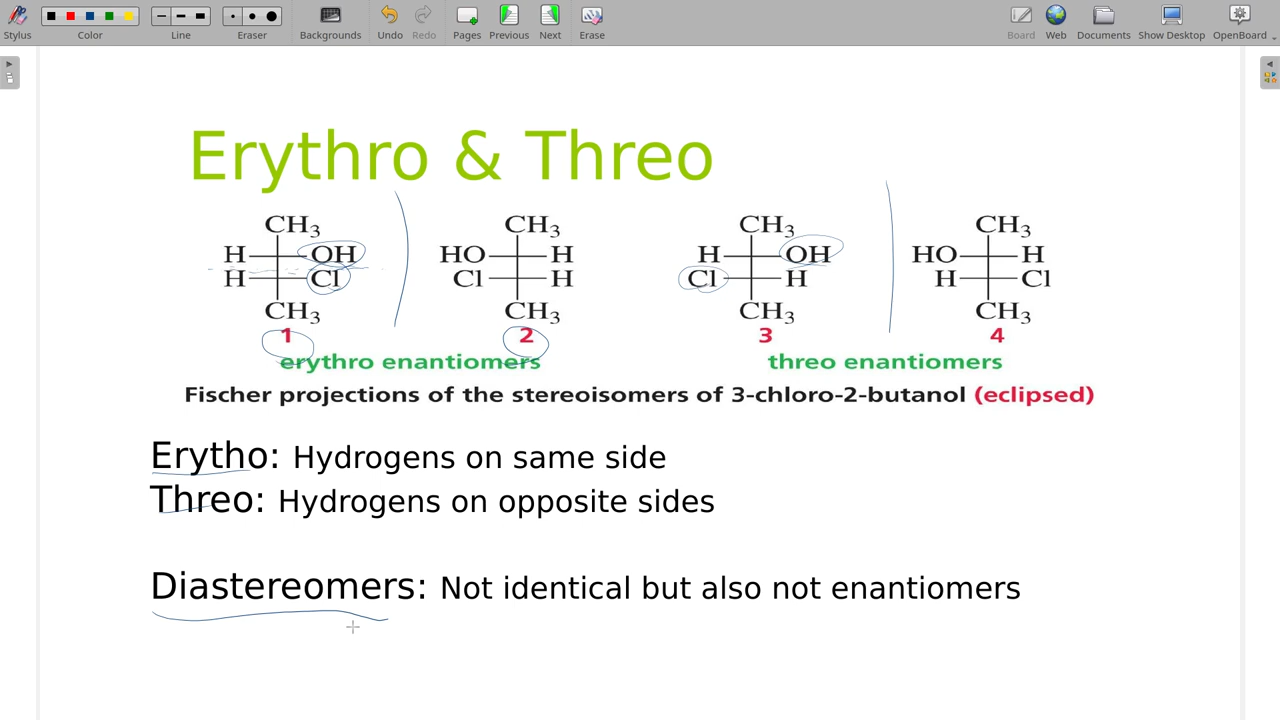 Stylus Color Line Eraser Backgrounds Undo Redo Pages Previous Next Erase Board Web Documents Show Desktop OpenBoard
Erythro & Threo
CH3 CH3 CH3 CH3
H OH HO H H OH HO H
H Cl Cl H Cl H H Cl
CH3 CH3 CH3 CH3
1 2 3 4
erythro enantiomers threo enantiomers
Fischer projections of the stereoisomers of 3-chloro-2-butanol (eclipsed)
Erytho: Hydrogens on same side
Threo: Hydrogens on opposite sides
Diastereomers: Not identical but also not enantiomers